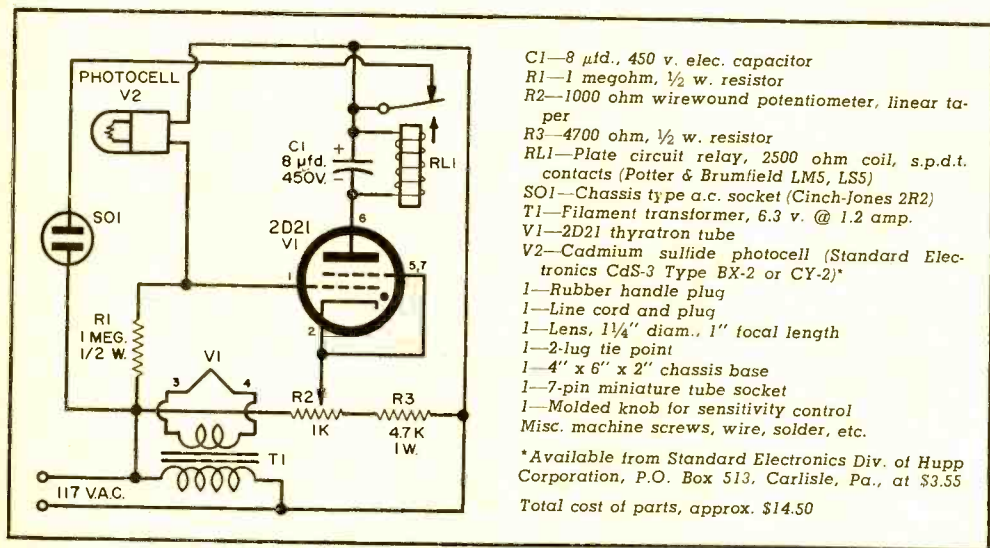 PHOTOCELL
V2
SO1
C1
8 μfd.
450V.
+
−
RL1
6
2D21
V1
5,7
1
2
R1
1 MEG.
1/2 W.
V1
3
4
R2
1K
R3
4.7 K
1W.
T1
117 V.A.C.
C1—8 μfd., 450 v. elec. capacitor
R1—1 megohm, ½ w. resistor
R2—1000 ohm wirewound potentiometer, linear ta-
per
R3—4700 ohm, ½ w. resistor
RL1—Plate circuit relay, 2500 ohm coil, s.p.d.t.
contacts (Potter & Brumfield LM5, LS5)
SO1—Chassis type a.c. socket (Cinch-Jones 2R2)
T1—Filament transformer, 6.3 v. @ 1.2 amp.
V1—2D21 thyratron tube
V2—Cadmium sulfide photocell (Standard Elec-
tronics CdS-3 Type BX-2 or CY-2)*
1—Rubber handle plug
1—Line cord and plug
1—Lens, 1¼" diam., 1" focal length
1—2-lug tie point
1—4" x 6" x 2" chassis base
1—7-pin miniature tube socket
1—Molded knob for sensitivity control
Misc. machine screws, wire, solder, etc.
*Available from Standard Electronics Div. of Hupp
Corporation, P.O. Box 513, Carlisle, Pa., at $3.55
Total cost of parts, approx. $14.50